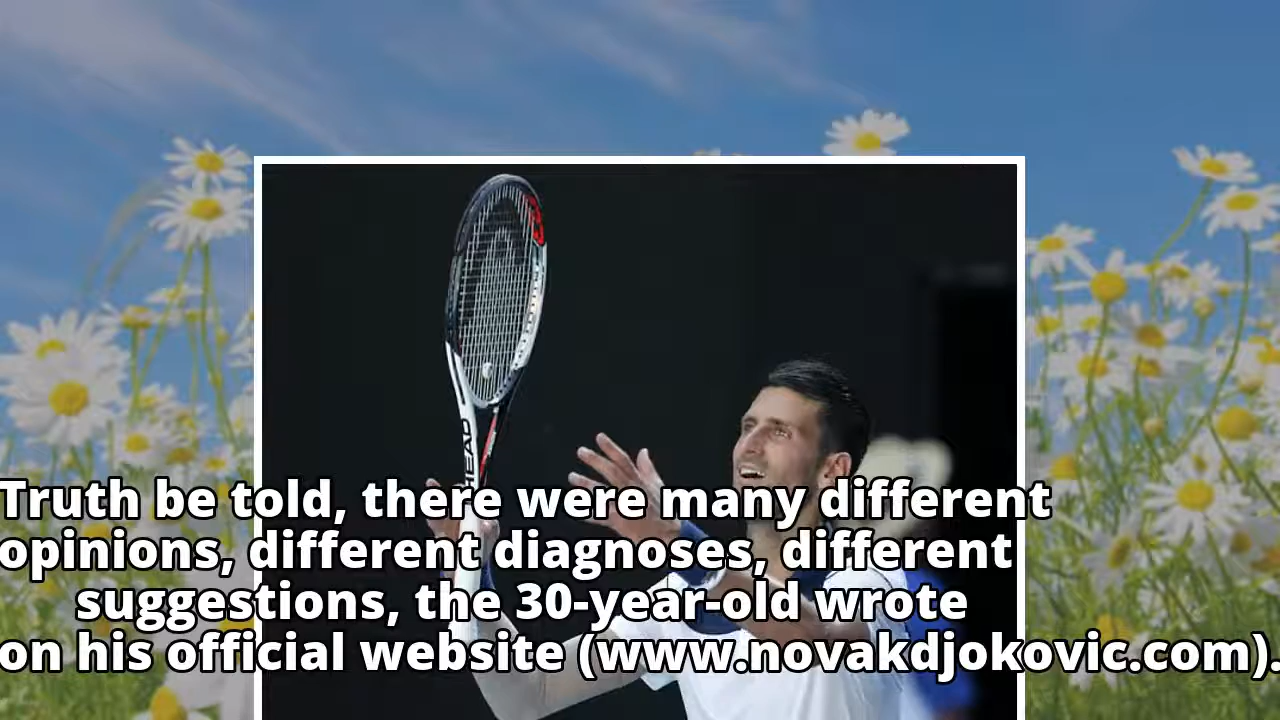 HEAD
Truth be told, there were many different
opinions, different diagnoses, different
suggestions, the 30-year-old wrote
on his official website (www.novakdjokovic.com).